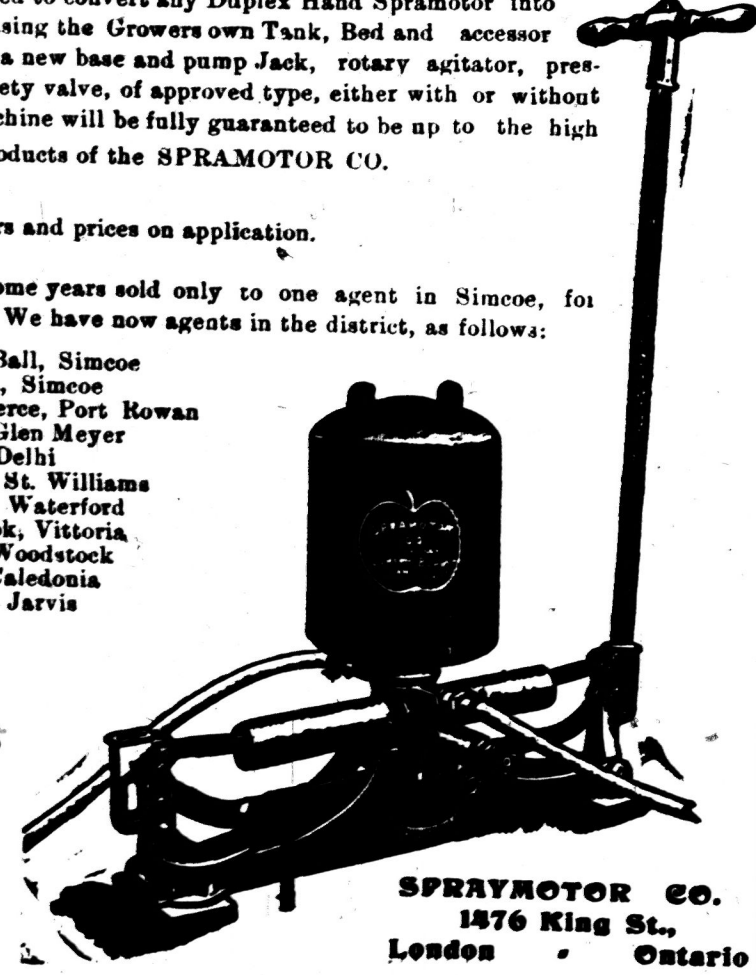 to convert any Duplex Hand Spramotor into
sing the Growers own Tank, Bed and accessor
a new base and pump Jack, rotary agitator, pres-
ety valve, of approved type, either with or without
chine will be fully guaranteed to be up to the high
oducts of the SPRAMOTOR CO.
rs and prices on application.
ome years sold only to one agent in Simcoe, for
We have now agents in the district, as follows:
Ball, Simcoe
, Simcoe
erce, Port Rowan
Glen Meyer
Delhi
St. Williams
Waterford
ok, Vittoria
Woodstock
Caledonia
Jarvis
SPRAMOTOR
SPRAYMOTOR CO.
1476 King St.,
London - Ontario